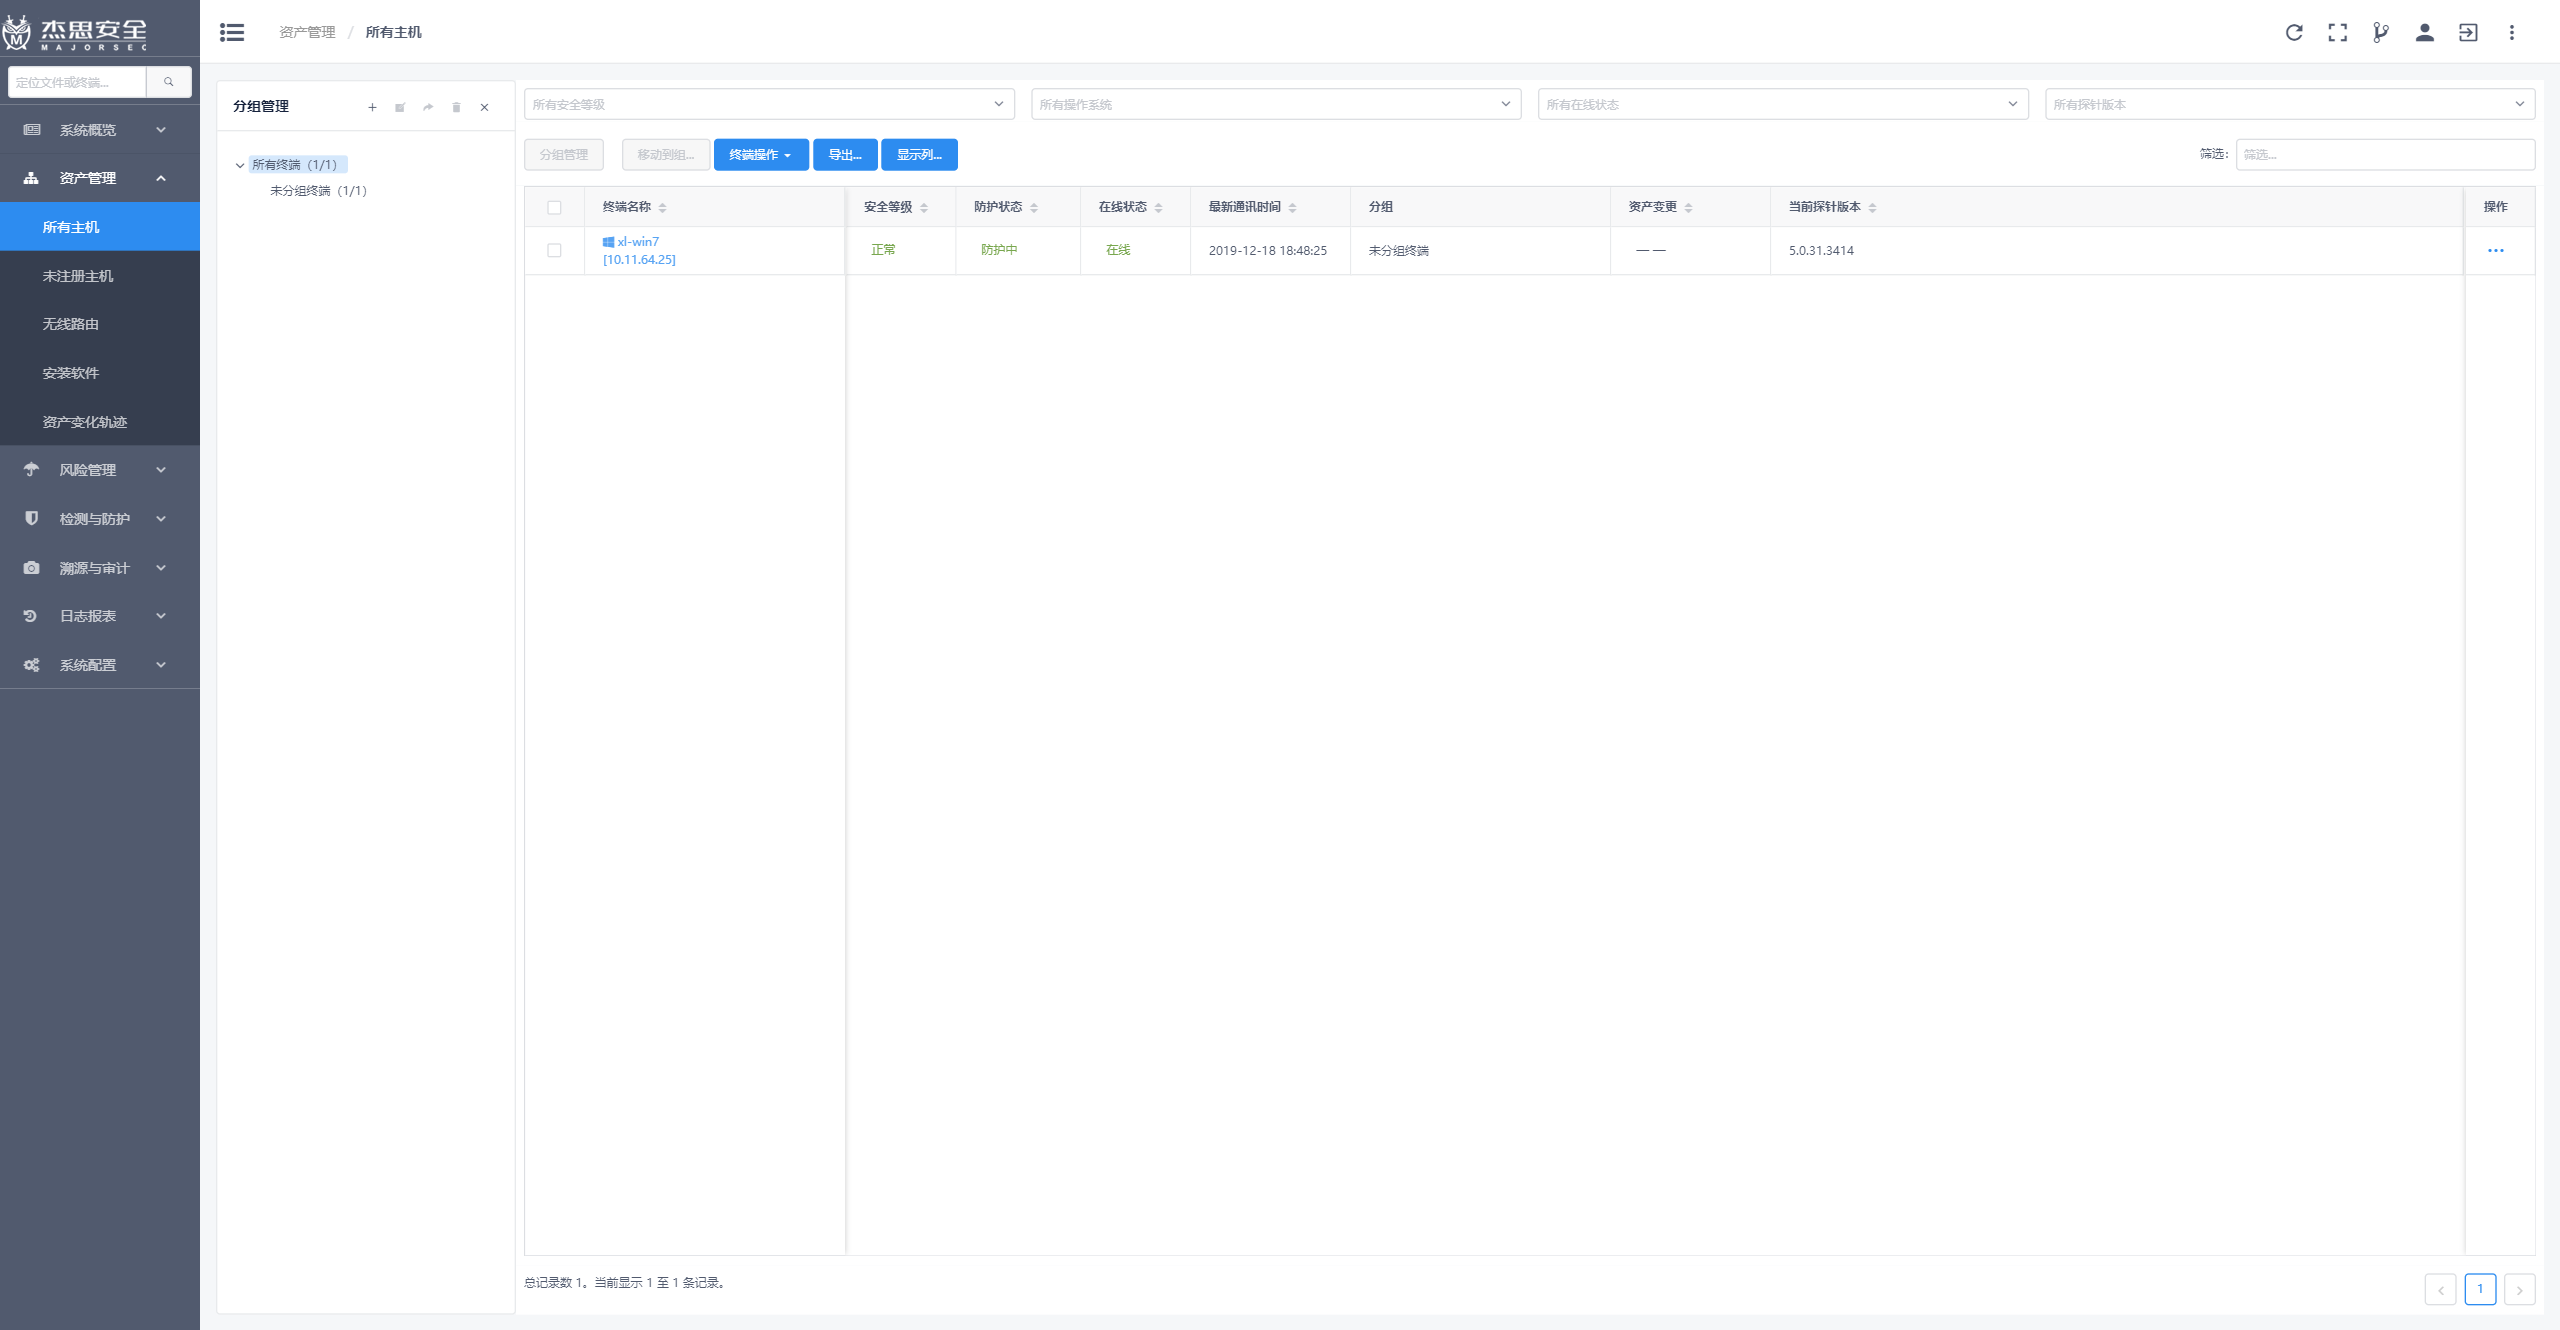 杰思安全
MAJORSEC
定位文件或终端...
系统概览
资产管理
所有主机
未注册主机
无线路由
安装软件
资产变化轨迹
风险管理
检测与防护
溯源与审计
日志报表
系统配置
资产管理 / 所有主机
分组管理
所有终端 (1/1)
未分组终端 (1/1)
所有安全等级 所有操作系统 所有在线状态 所有探针版本
分组管理 移动到组... 终端操作 导出... 显示列... 筛选: 筛选...
终端名称 安全等级 防护状态 在线状态 最新通讯时间 分组 资产变更 当前探针版本 操作
xl-win7
[10.11.64.25] 正常 防护中 在线 2019-12-18 18:48:25 未分组终端 — — 5.0.31.3414 •••
总记录数 1。当前显示 1 至 1 条记录。
< 1 >